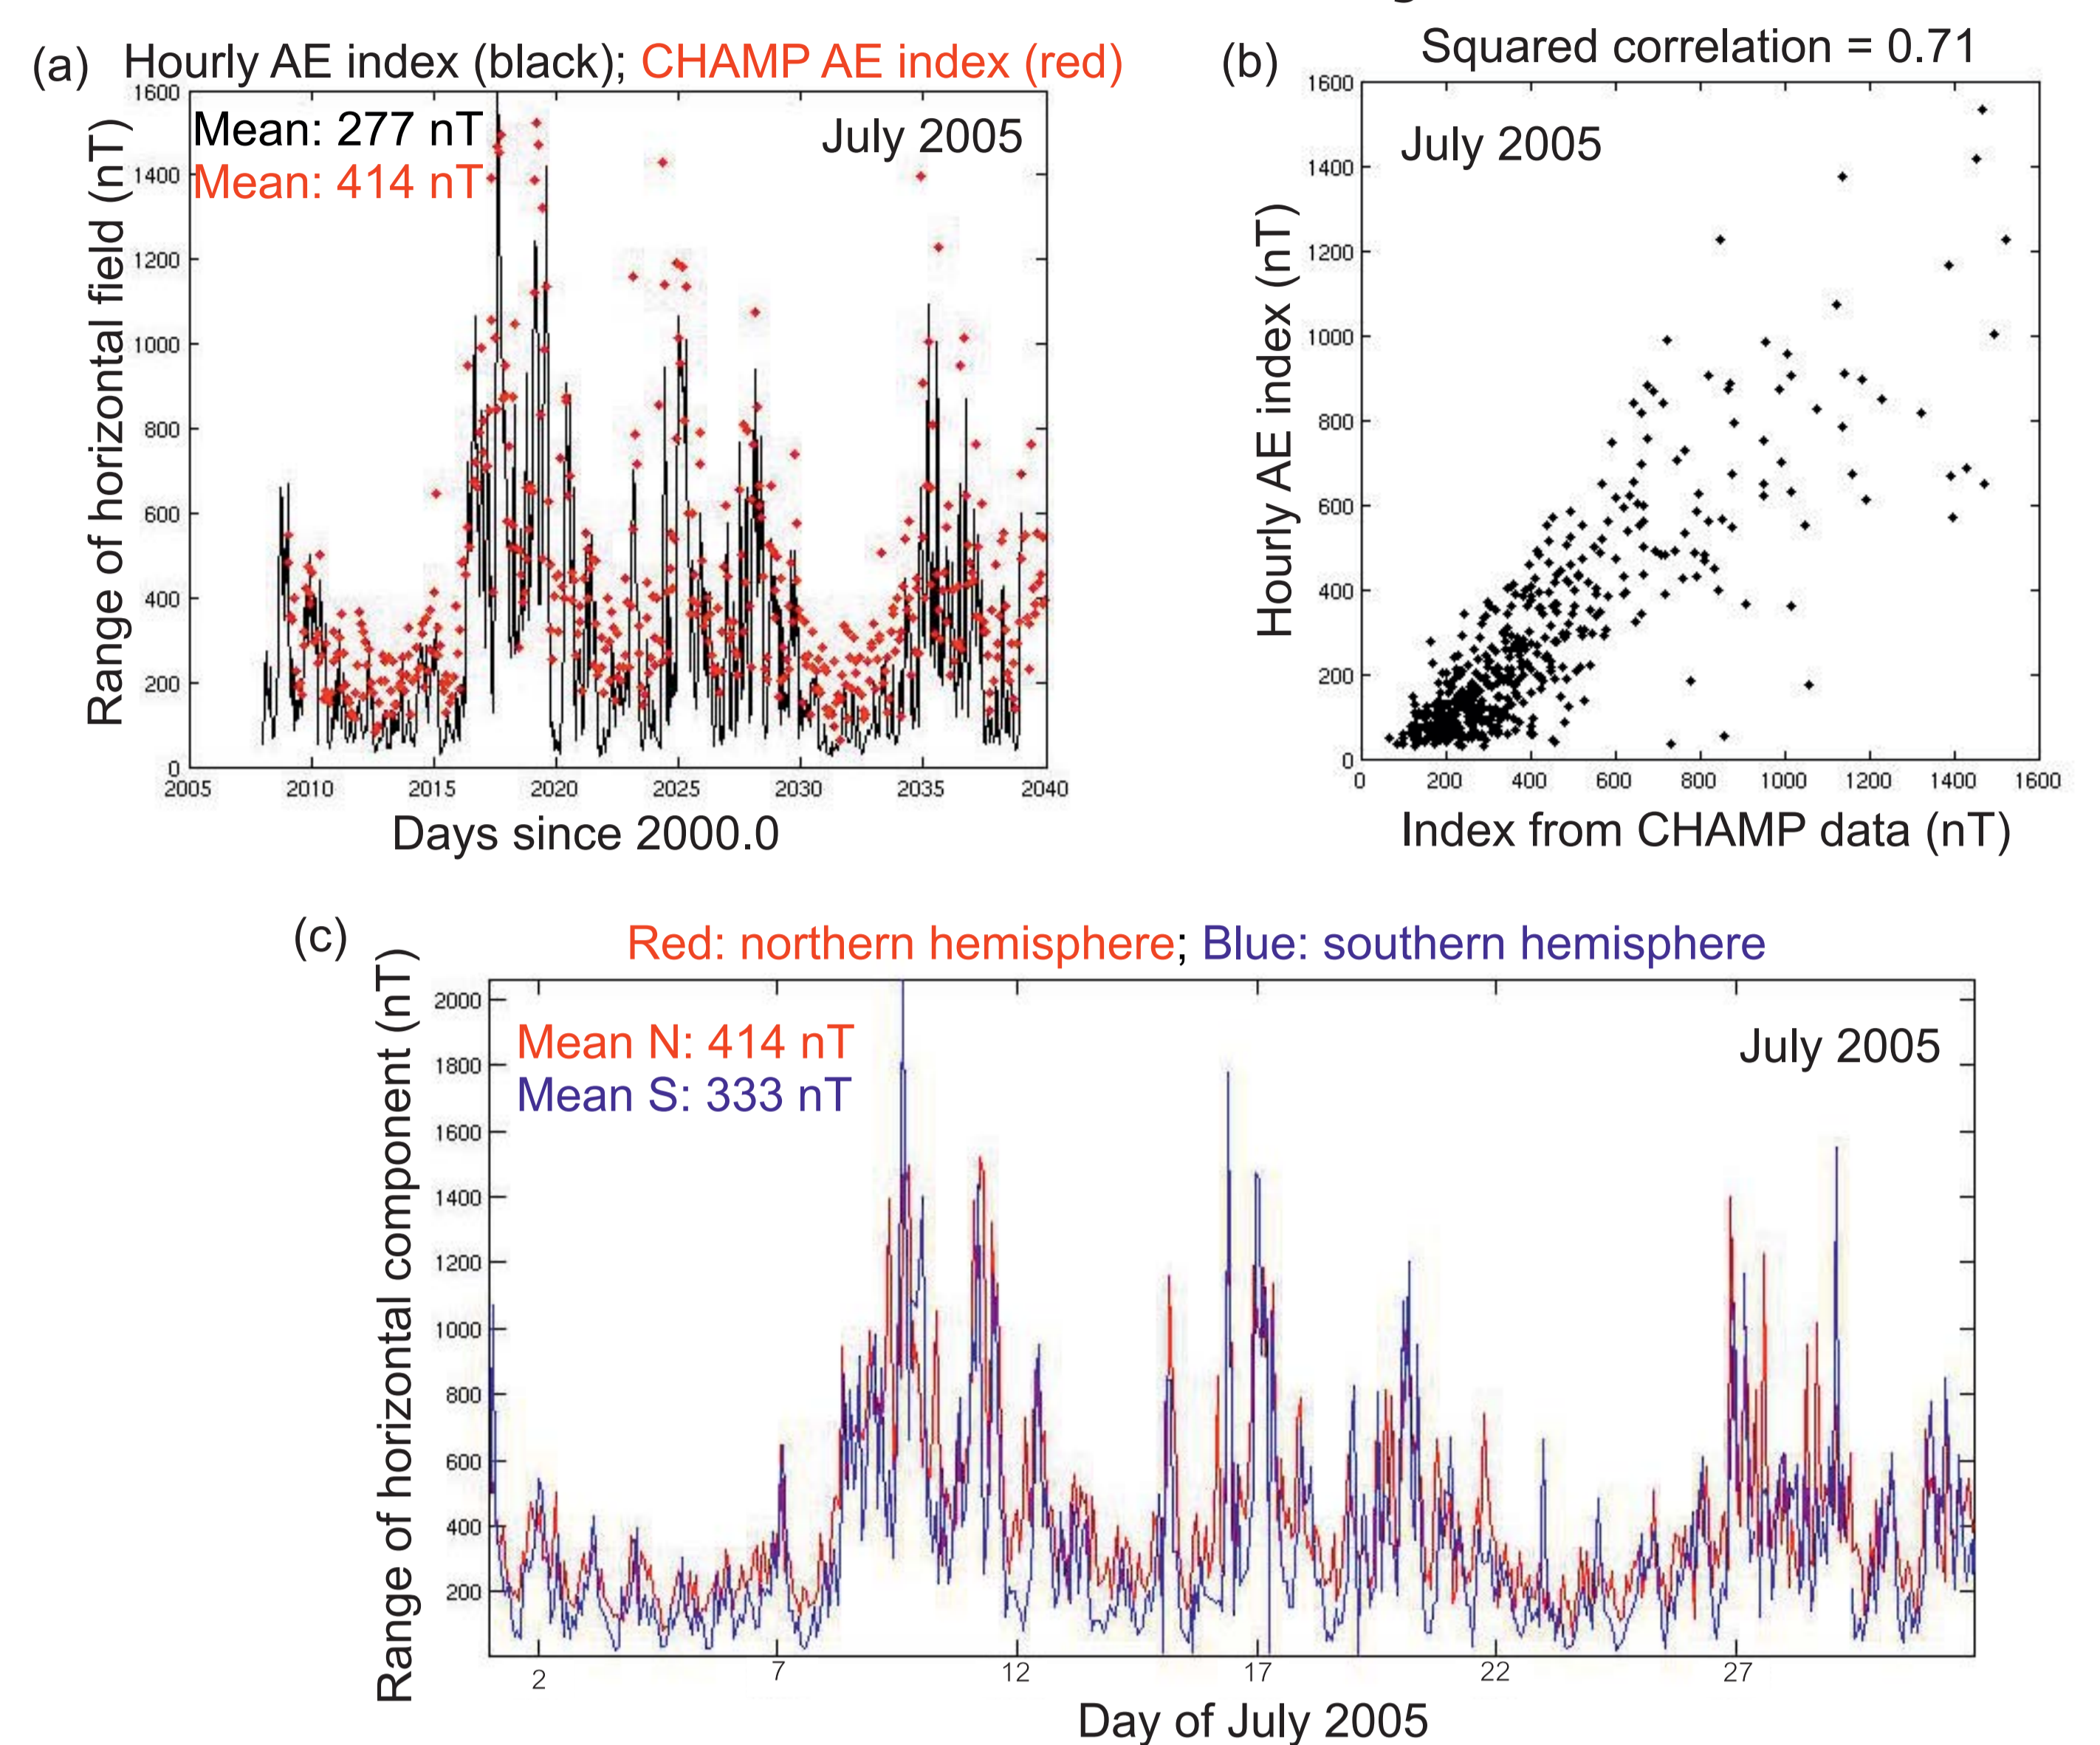 (a) Hourly AE index (black); CHAMP AE index (red)
Range of horizontal field (nT)
Mean: 277 nT
Mean: 414 nT
July 2005
1600
1400
1200
1000
800
600
400
200
0
2005 2010 2015 2020 2025 2030 2035 2040
Days since 2000.0
(b) Squared correlation = 0.71
Hourly AE index (nT)
July 2005
1600
1400
1200
1000
800
600
400
200
0
0 200 400 600 800 1000 1200 1400 1600
Index from CHAMP data (nT)
(c) Red: northern hemisphere; Blue: southern hemisphere
Range of horizontal component (nT)
Mean N: 414 nT
Mean S: 333 nT
July 2005
2000
1800
1600
1400
1200
1000
800
600
400
200
2 7 12 17 22 27
Day of July 2005